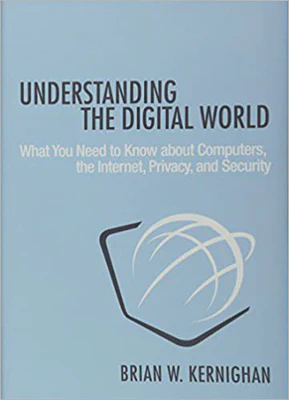 UNDERSTANDING
THE DIGITAL WORLD
What You Need to Know about Computers,
the Internet, Privacy, and Security
BRIAN W. KERNIGHAN